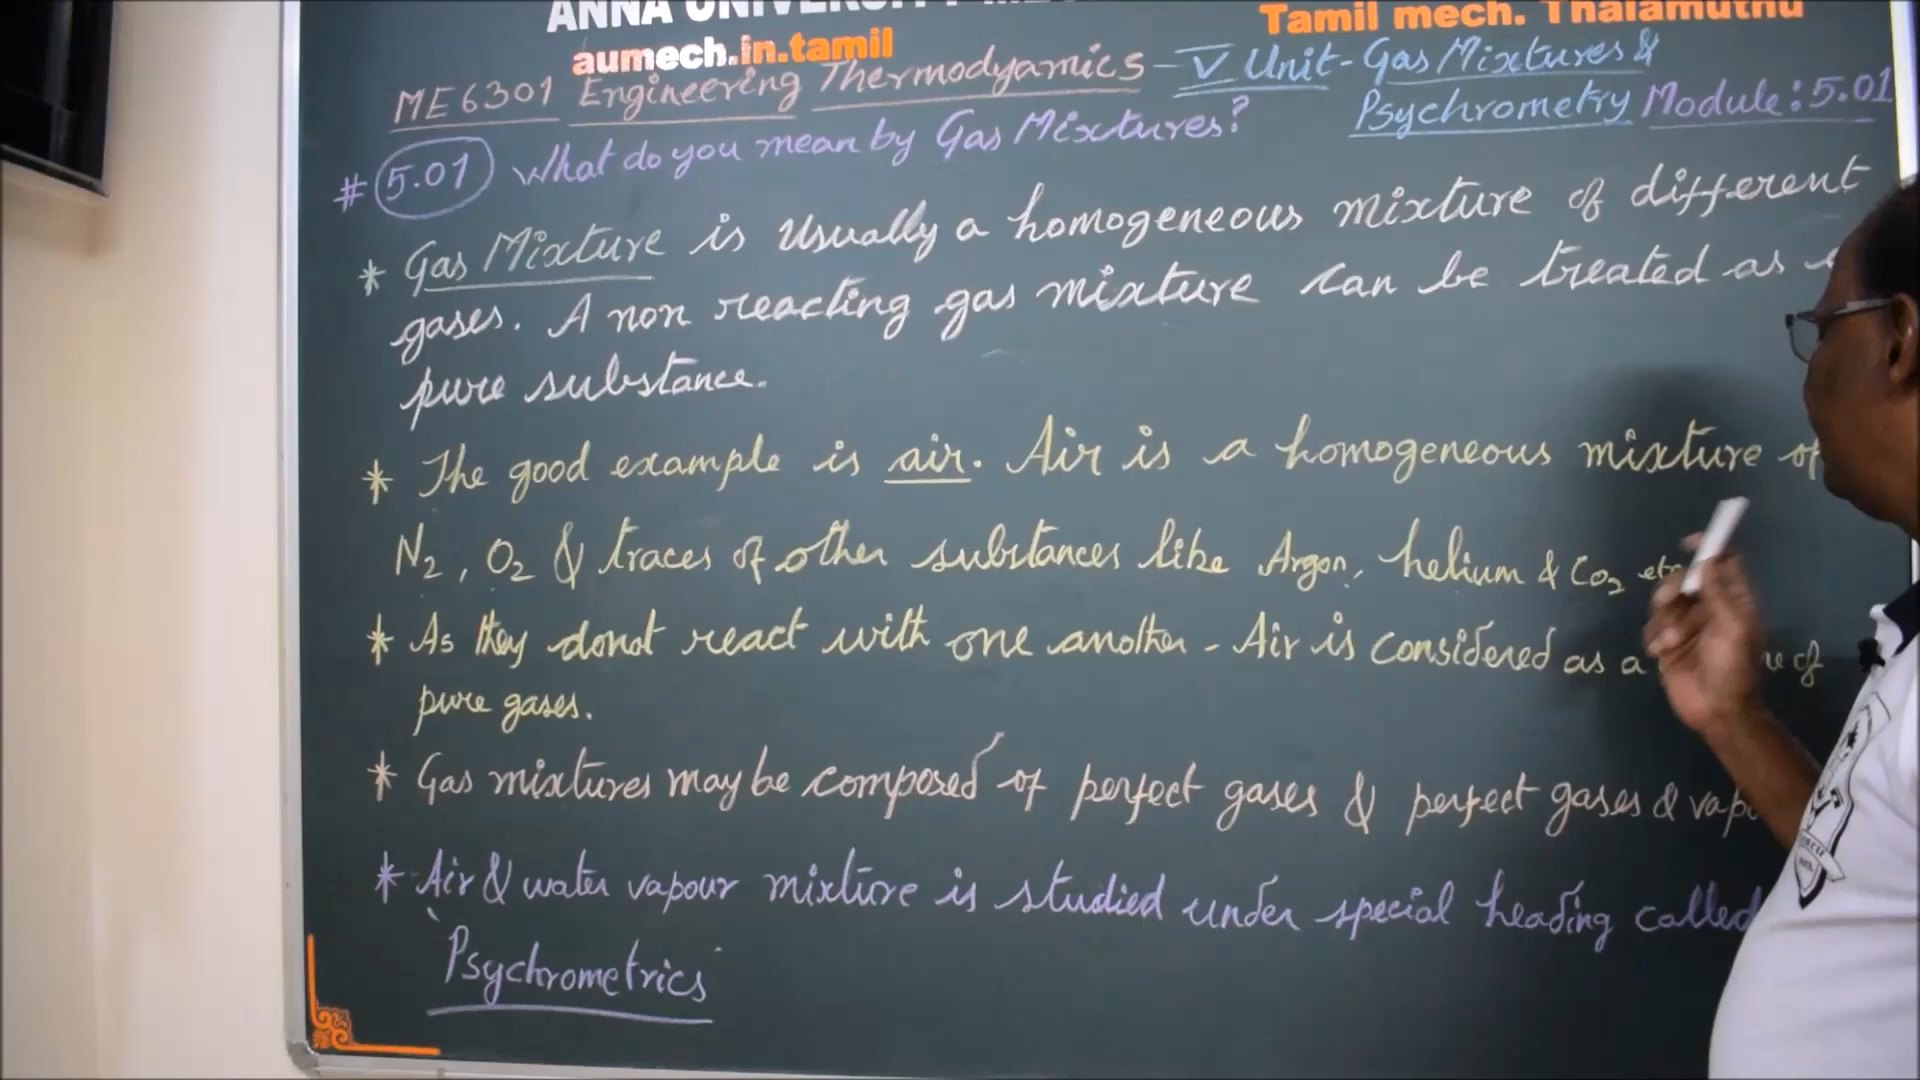 ANNA UNIVERSITY
Tamil mech. Thalamuthu
aumech.in.tamil
ME6301 Engineering Thermodyamics - V Unit - Gas Mixtures &
Psychrometry Module: 5.01
# 5.01 What do you mean by Gas Mixtures?
* Gas Mixture is Usually a homogeneous mixture of different
gases. A non reacting gas mixture can be treated as
pure substance.
* The good example is air. Air is a homogeneous mixture of
N₂, O₂ & traces of other substances like Argon, helium & CO₂ etc
* As they donot react with one another - Air is considered as a of
pure gases.
* Gas mixtures may be composed of perfect gases & perfect gases &
* Air & water vapour mixture is studied under special heading called
Psychrometrics